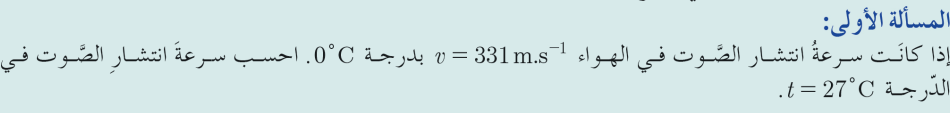 المسألة الأولى:
إذا كانَت سرعةُ انتشار الصَّوت في الهواء v = 331 m.s⁻¹ بدرجة 0°C. احسب سرعةَ انتشارِ الصَّوت في
الدّرجة t = 27°C.